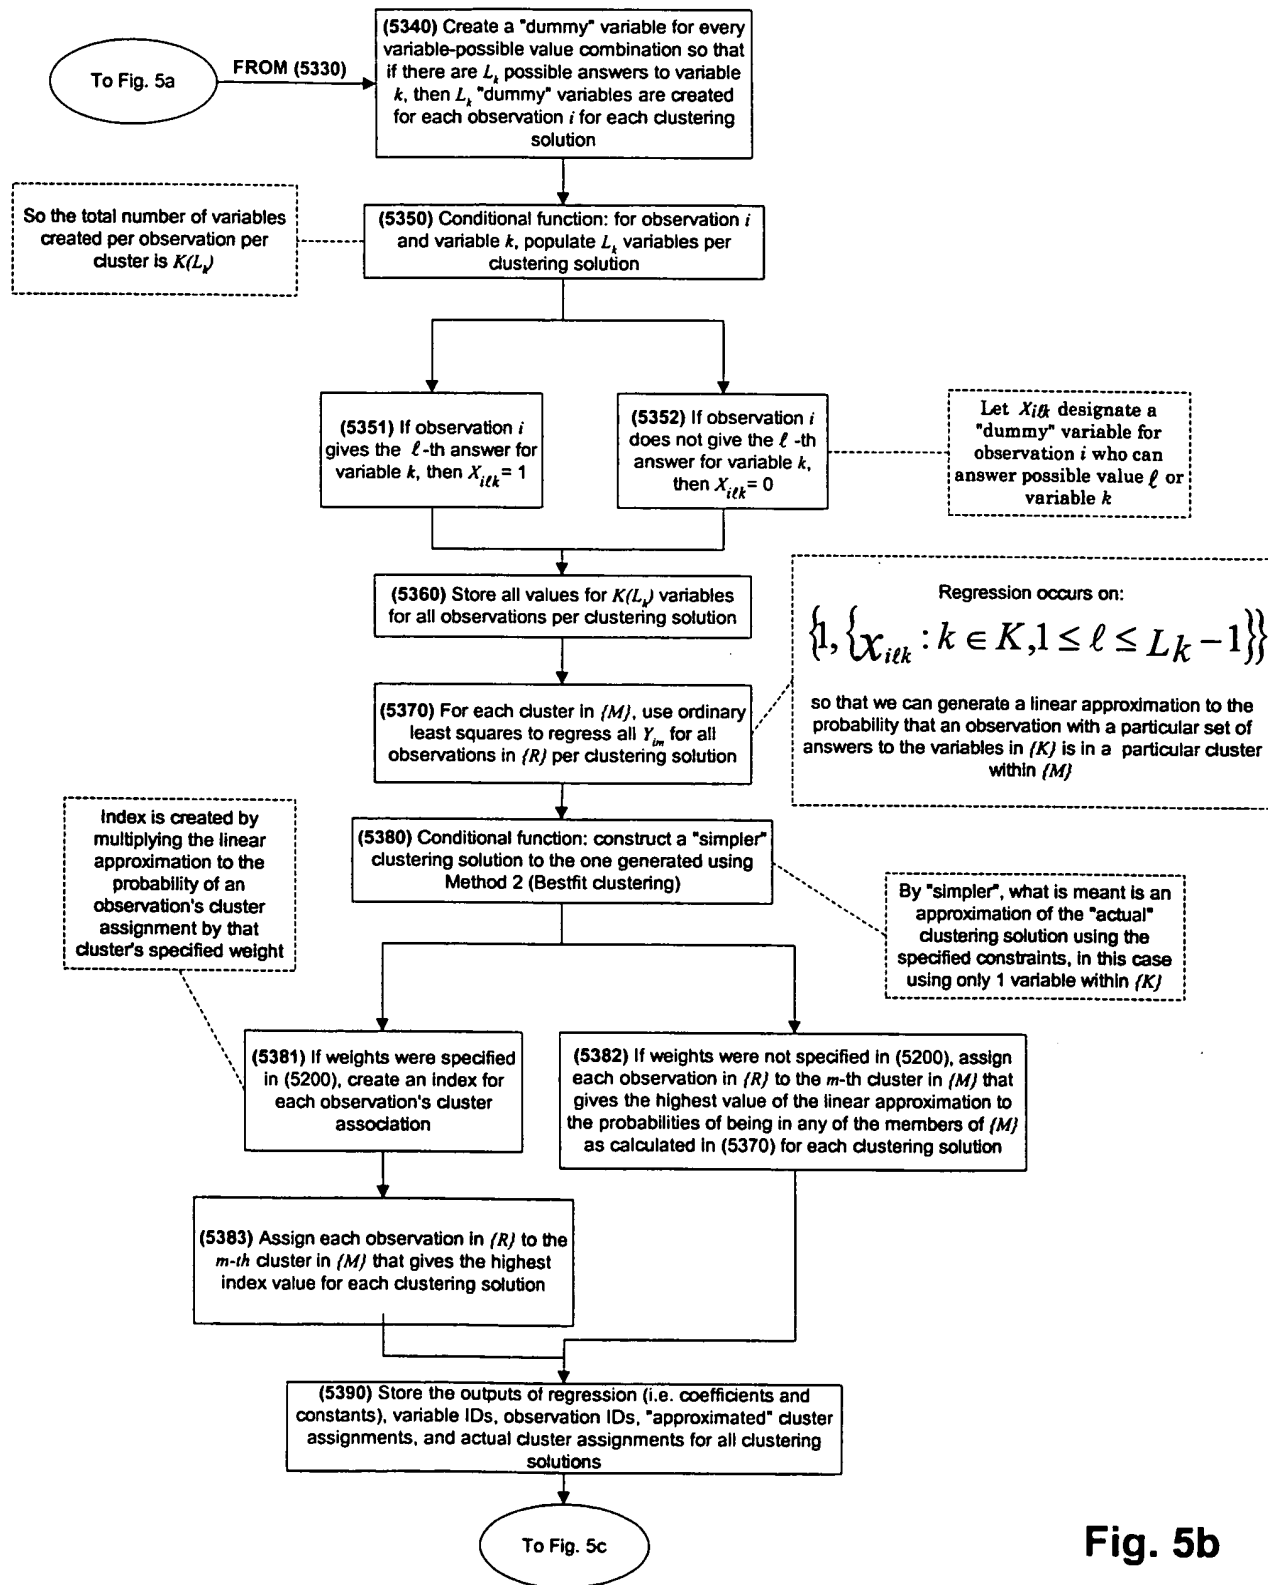 To Fig. 5a
FROM (5330)
(5340) Create a "dummy" variable for every
variable-possible value combination so that
if there are Lₖ possible answers to variable
k, then Lₖ "dummy" variables are created
for each observation i for each clustering
solution
So the total number of variables
created per observation per
cluster is K(Lₖ)
(5350) Conditional function: for observation i
and variable k, populate Lₖ variables per
clustering solution
(5351) If observation i
gives the ℓ-th answer for
variable k, then X_{iℓk} = 1
(5352) If observation i
does not give the ℓ -th
answer for variable k,
then X_{iℓk} = 0
Let X_{iℓk} designate a
"dummy" variable for
observation i who can
answer possible value ℓ or
variable k
(5360) Store all values for K(Lₖ) variables
for all observations per clustering solution
Regression occurs on:
{1, {X_{iℓk} : k ∈ K, 1 ≤ ℓ ≤ Lₖ − 1}}
so that we can generate a linear approximation to the
probability that an observation with a particular set of
answers to the variables in {K} is in a particular cluster
within {M}
(5370) For each cluster in {M}, use ordinary
least squares to regress all Y_{im} for all
observations in {R} per clustering solution
Index is created by
multiplying the linear
approximation to the
probability of an
observation's cluster
assignment by that
cluster's specified weight
(5380) Conditional function: construct a "simpler"
clustering solution to the one generated using
Method 2 (Bestfit clustering)
By "simpler", what is meant is an
approximation of the "actual"
clustering solution using the
specified constraints, in this case
using only 1 variable within {K}
(5381) If weights were specified
in (5200), create an index for
each observation's cluster
association
(5382) If weights were not specified in (5200), assign
each observation in {R} to the m-th cluster in {M} that
gives the highest value of the linear approximation to
the probabilities of being in any of the members of {M}
as calculated in (5370) for each clustering solution
(5383) Assign each observation in {R} to the
m-th cluster in {M} that gives the highest
index value for each clustering solution
(5390) Store the outputs of regression (i.e. coefficients and
constants), variable IDs, observation IDs, "approximated" cluster
assignments, and actual cluster assignments for all clustering
solutions
To Fig. 5c
Fig. 5b